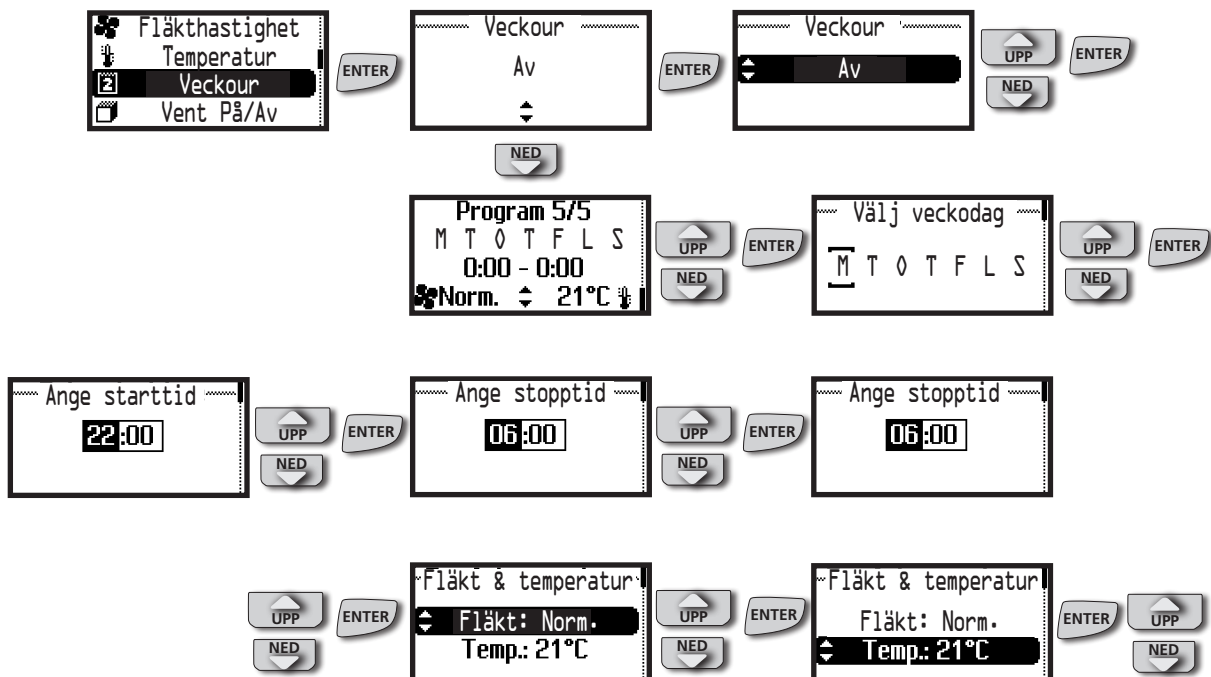 Fläkthastighet
Temperatur
2 Veckour
Vent På/Av
ENTER
Veckour
Av
ENTER
Veckour
Av
UPP
NED
ENTER
NED
Program 5/5
M T O T F L S
0:00 - 0:00
Norm. 21°C
UPP
NED
ENTER
Välj veckodag
M T O T F L S
UPP
NED
ENTER
Ange starttid
22:00
UPP
NED
ENTER
Ange stopptid
06:00
UPP
NED
ENTER
Ange stopptid
06:00
UPP
NED
ENTER
Fläkt & temperatur
Fläkt: Norm.
Temp.: 21°C
UPP
NED
ENTER
Fläkt & temperatur
Fläkt: Norm.
Temp.: 21°C
ENTER
UPP
NED